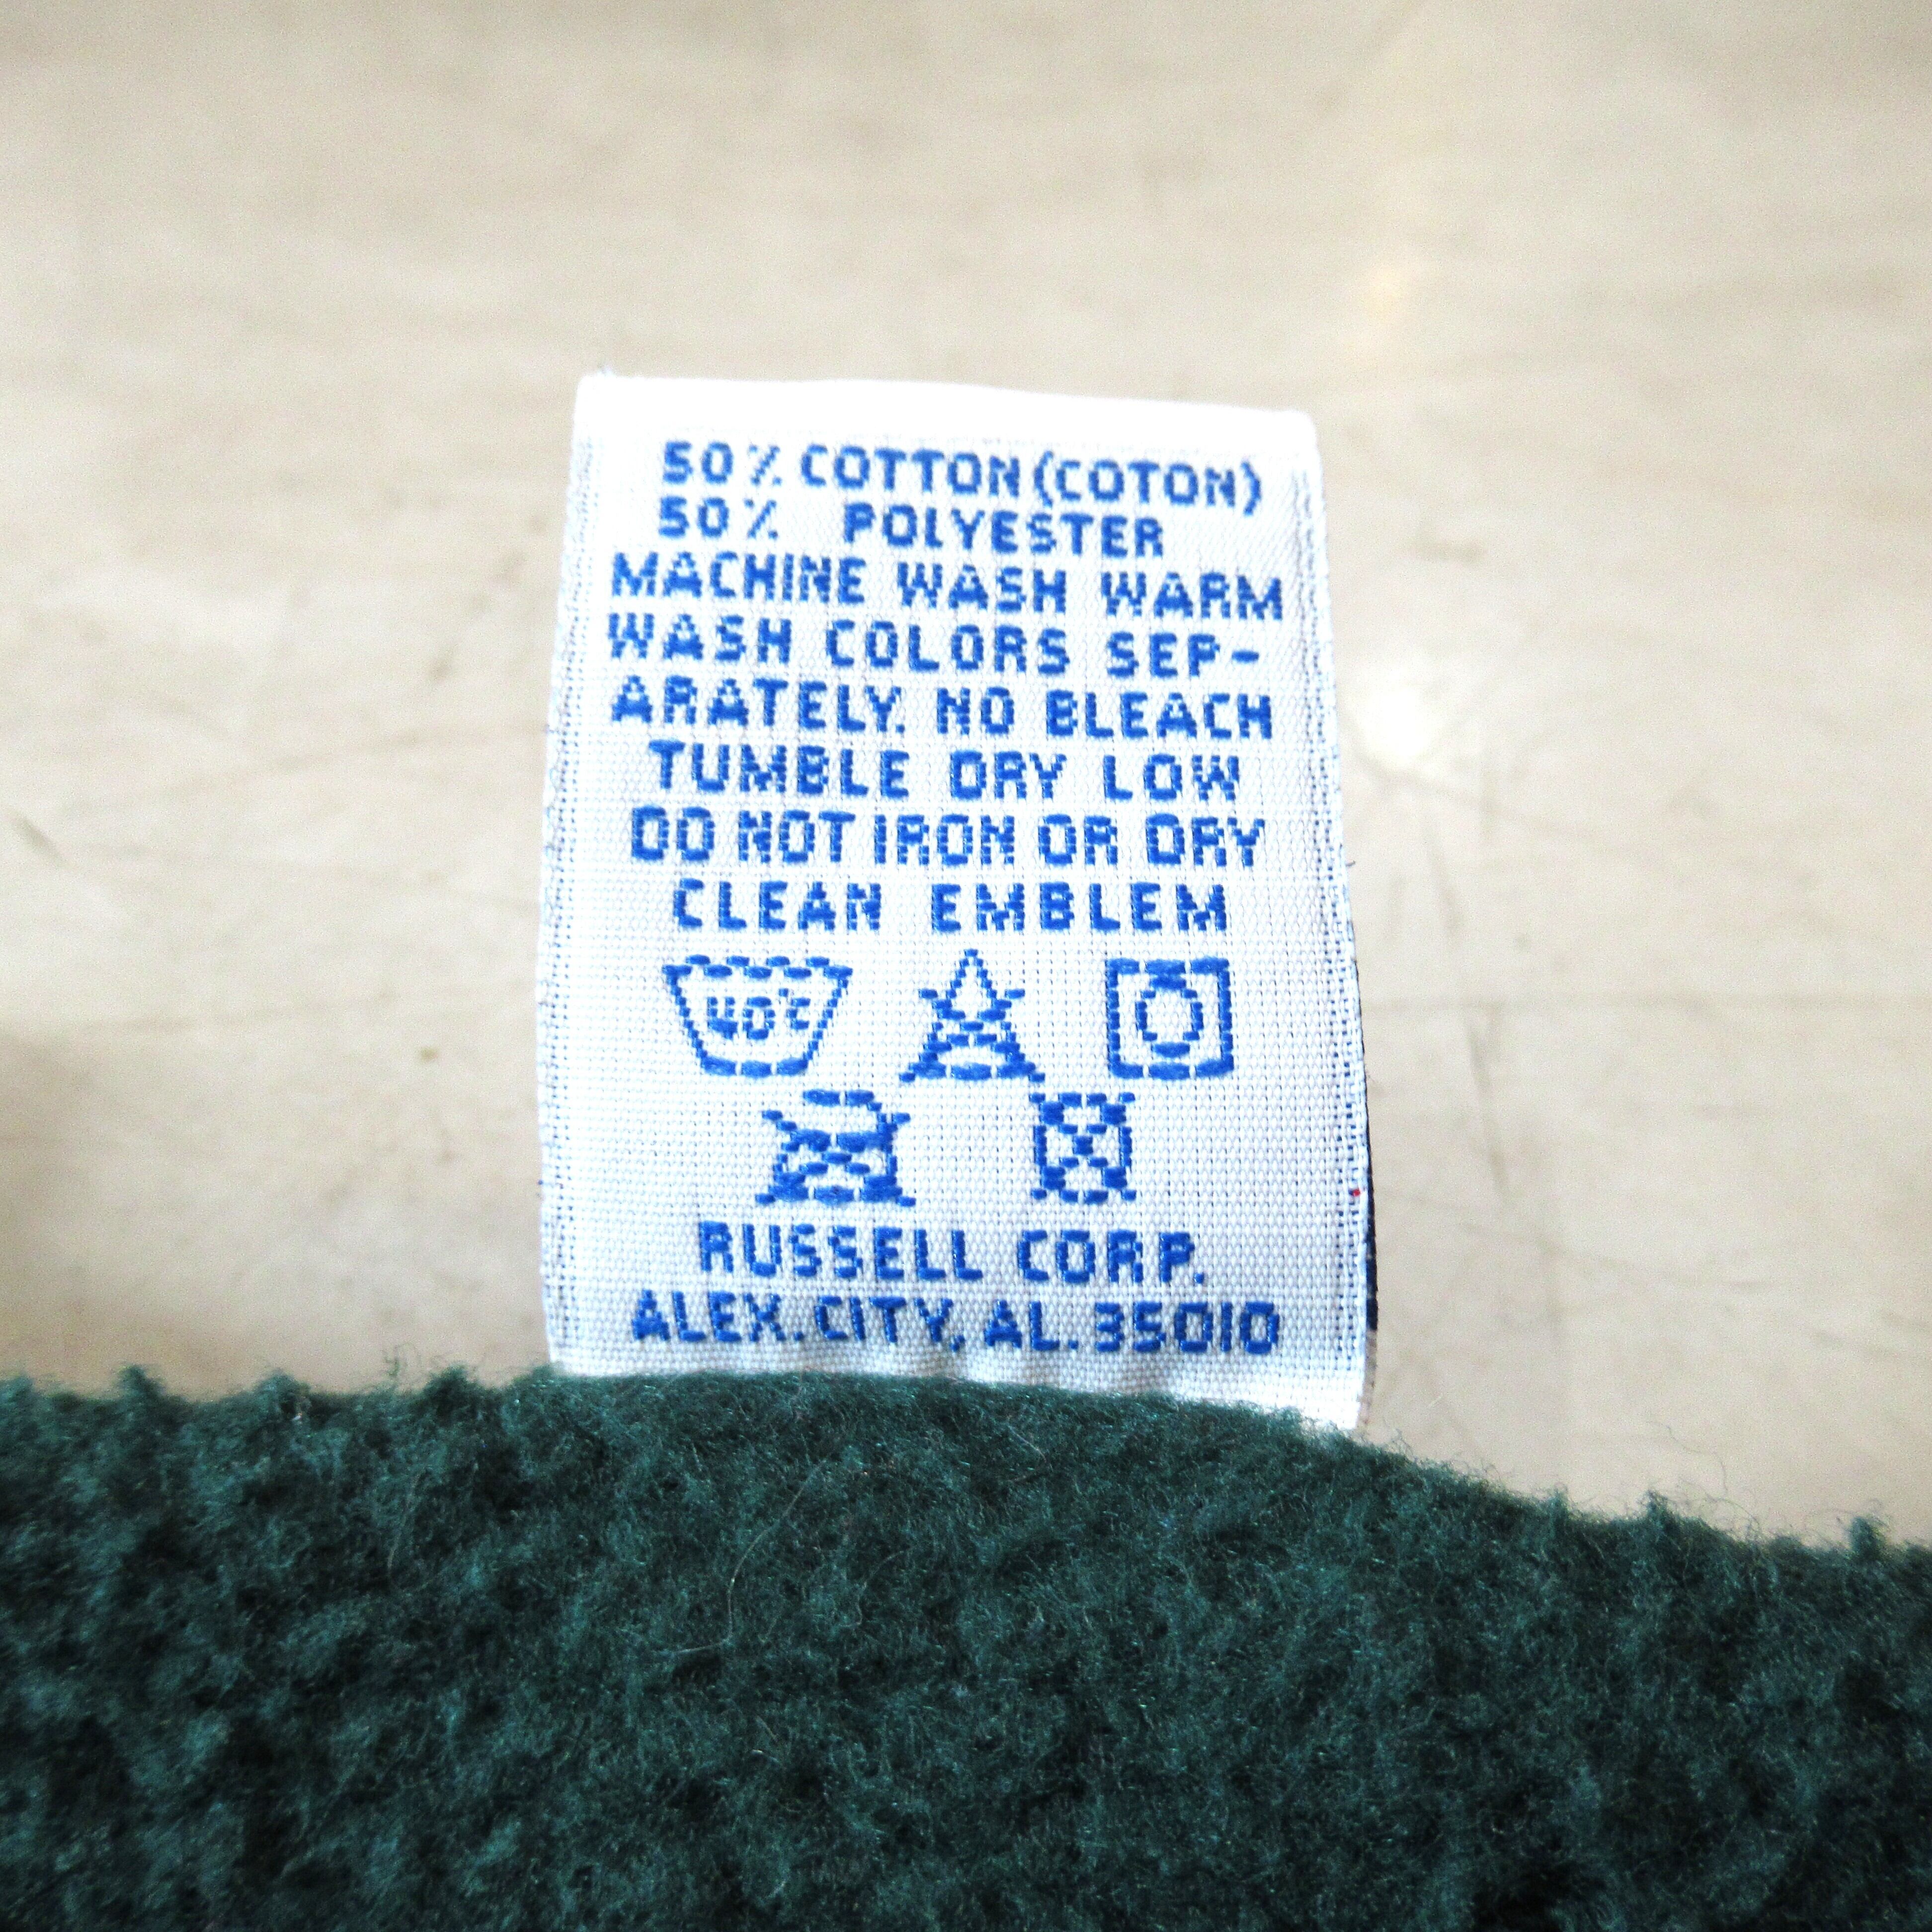 50% COTTON (COTON)
50% POLYESTER
MACHINE WASH WARM
WASH COLORS SEP-
ARATELY. NO BLEACH
TUMBLE DRY LOW
DO NOT IRON OR DRY
CLEAN EMBLEM
40°C
RUSSELL CORP.
ALEX. CITY, AL. 35010